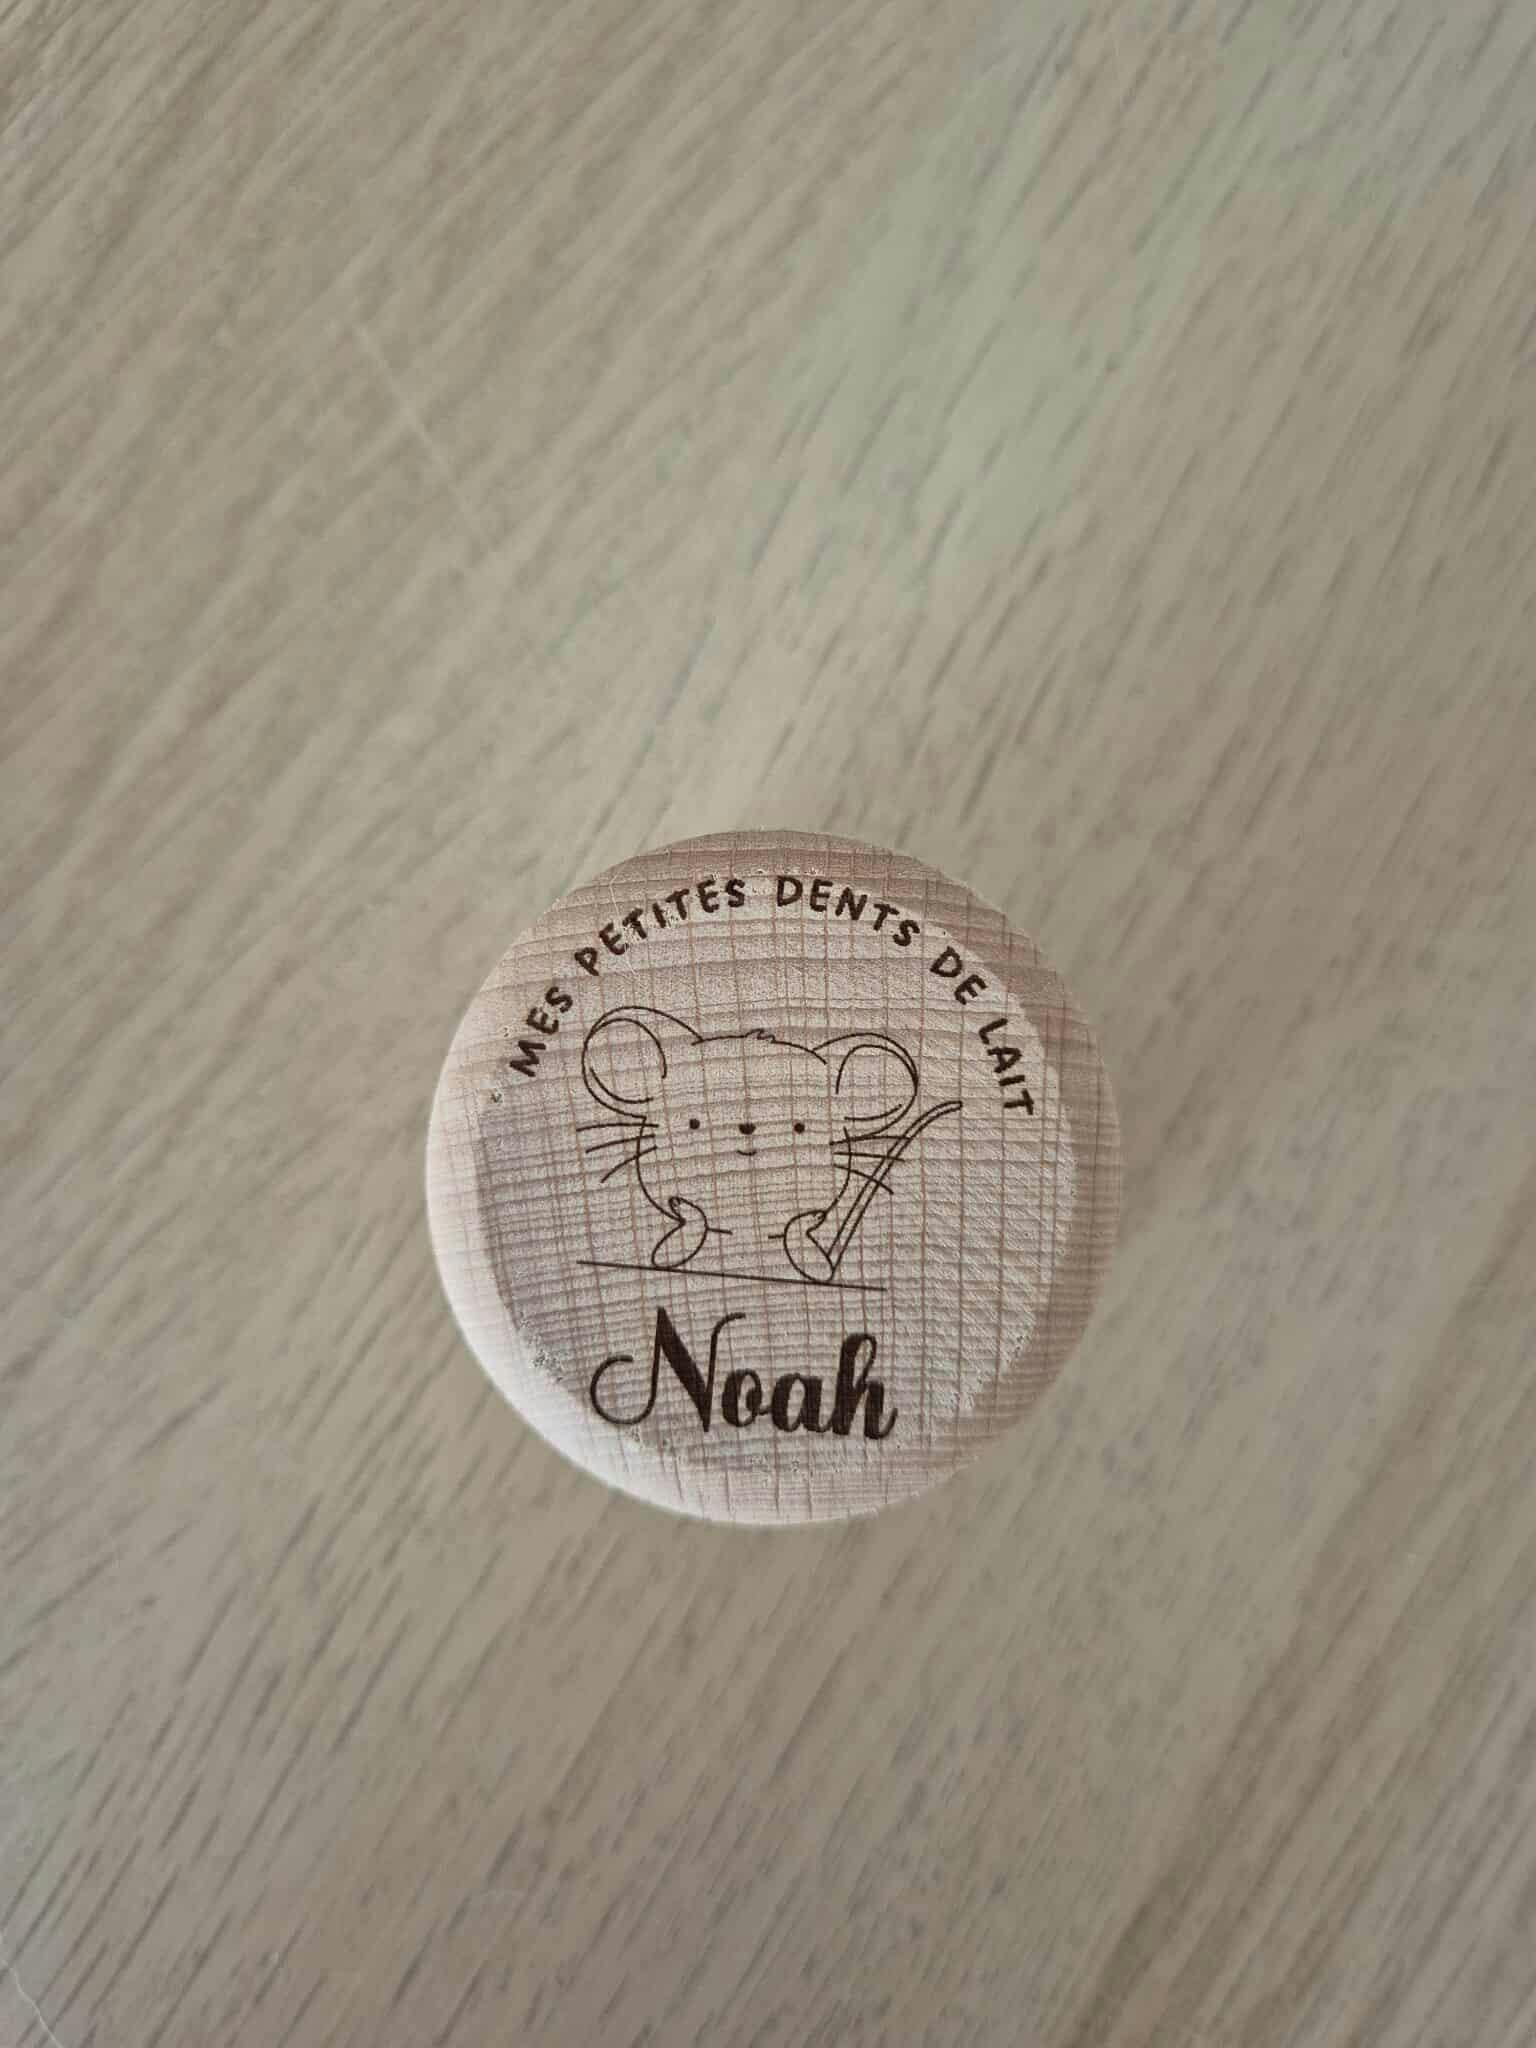 MES PETITES DENTS DE LAIT
Noah